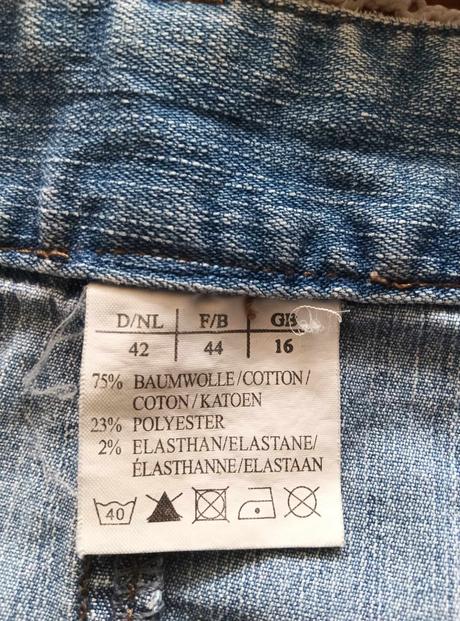 D/NL F/B GB
42 44 16
75% BAUMWOLLE/COTTON/
COTON/KATOEN
23% POLYESTER
2% ELASTHAN/ELASTANE/
ÉLASTHANNE/ELASTAAN
40